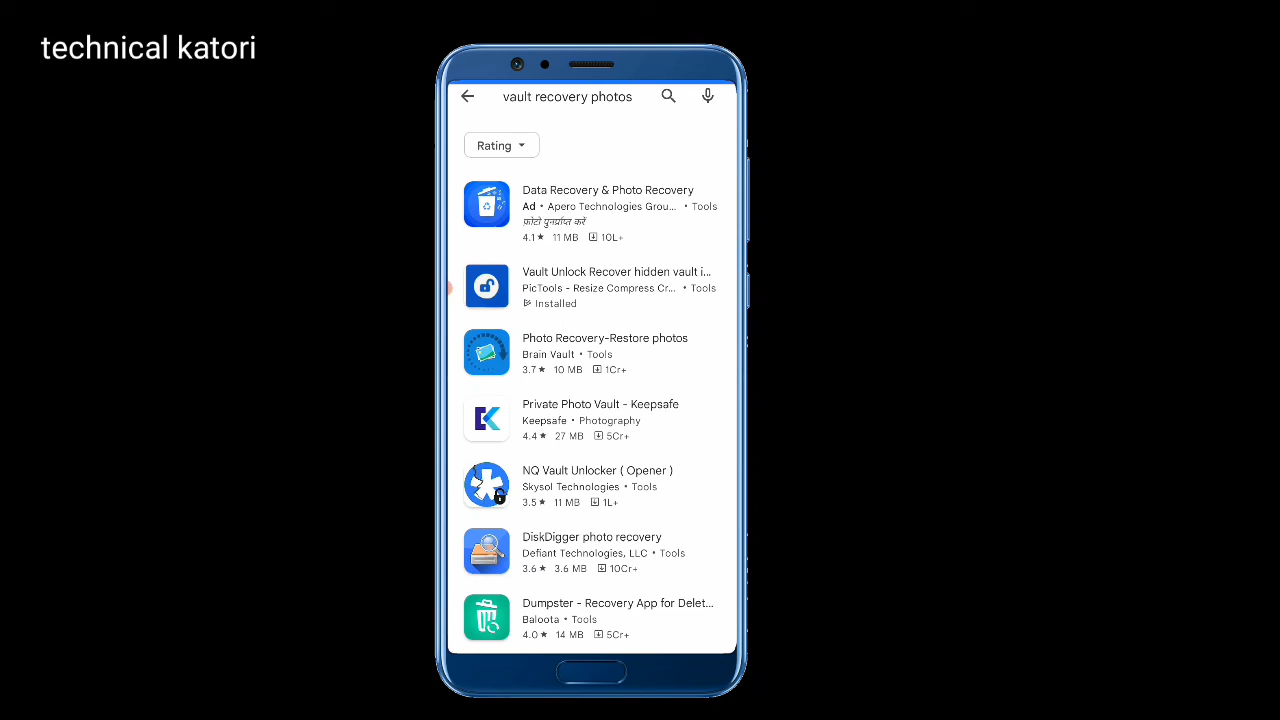 technical katori
vault recovery photos
Rating
Data Recovery & Photo Recovery
Ad • Apero Technologies Grou... • Tools
फ़ोटो पुनर्प्राप्त करें
4.1★ 11 MB 10L+
Vault Unlock Recover hidden vault i...
PicTools - Resize Compress Cr... • Tools
Installed
Photo Recovery-Restore photos
Brain Vault • Tools
3.7★ 10 MB 1Cr+
Private Photo Vault - Keepsafe
Keepsafe • Photography
4.4★ 27 MB 5Cr+
NQ Vault Unlocker ( Opener )
Skysol Technologies • Tools
3.5★ 11 MB 1L+
DiskDigger photo recovery
Defiant Technologies, LLC • Tools
3.6★ 3.6 MB 10Cr+
Dumpster - Recovery App for Delet...
Baloota • Tools
4.0★ 14 MB 5Cr+